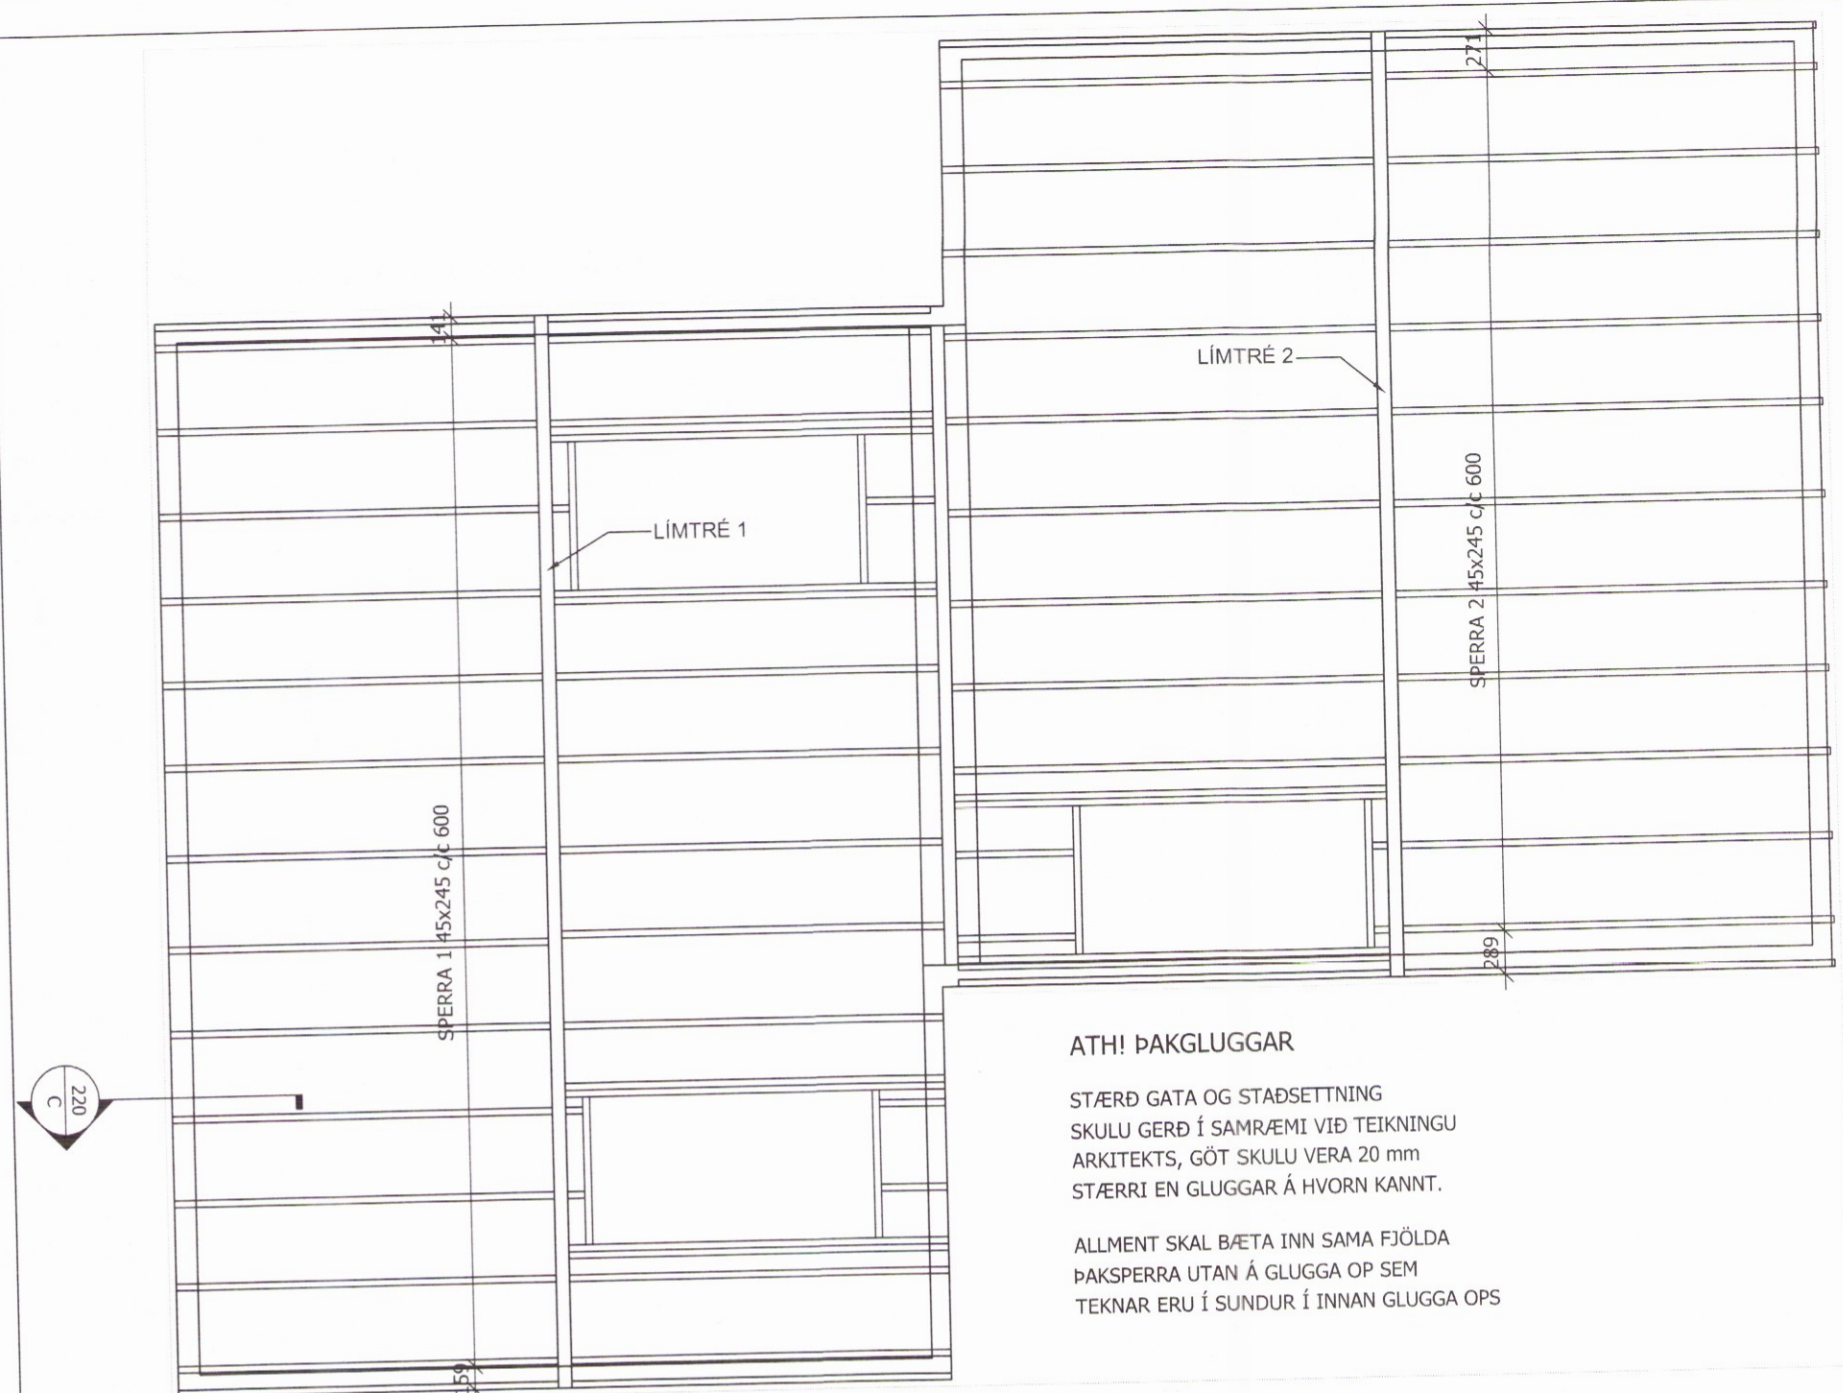 271
141
LÍMTRÉ 2
LÍMTRÉ 1
SPERRA 2 45x245 c/c 600
SPERRA 1 45x245 c/c 600
289
220
C
159
ATH! ÞAKGLUGGAR
STÆRÐ GATA OG STAÐSETTNING
SKULU GERÐ Í SAMRÆMI VIÐ TEIKNINGU
ARKITEKTS, GÖT SKULU VERA 20 mm
STÆRRI EN GLUGGAR Á HVORN KANNT.
ALLMENT SKAL BÆTA INN SAMA FJÖLDA
ÞAKSPERRA UTAN Á GLUGGA OP SEM
TEKNAR ERU Í SUNDUR Í INNAN GLUGGA OPS